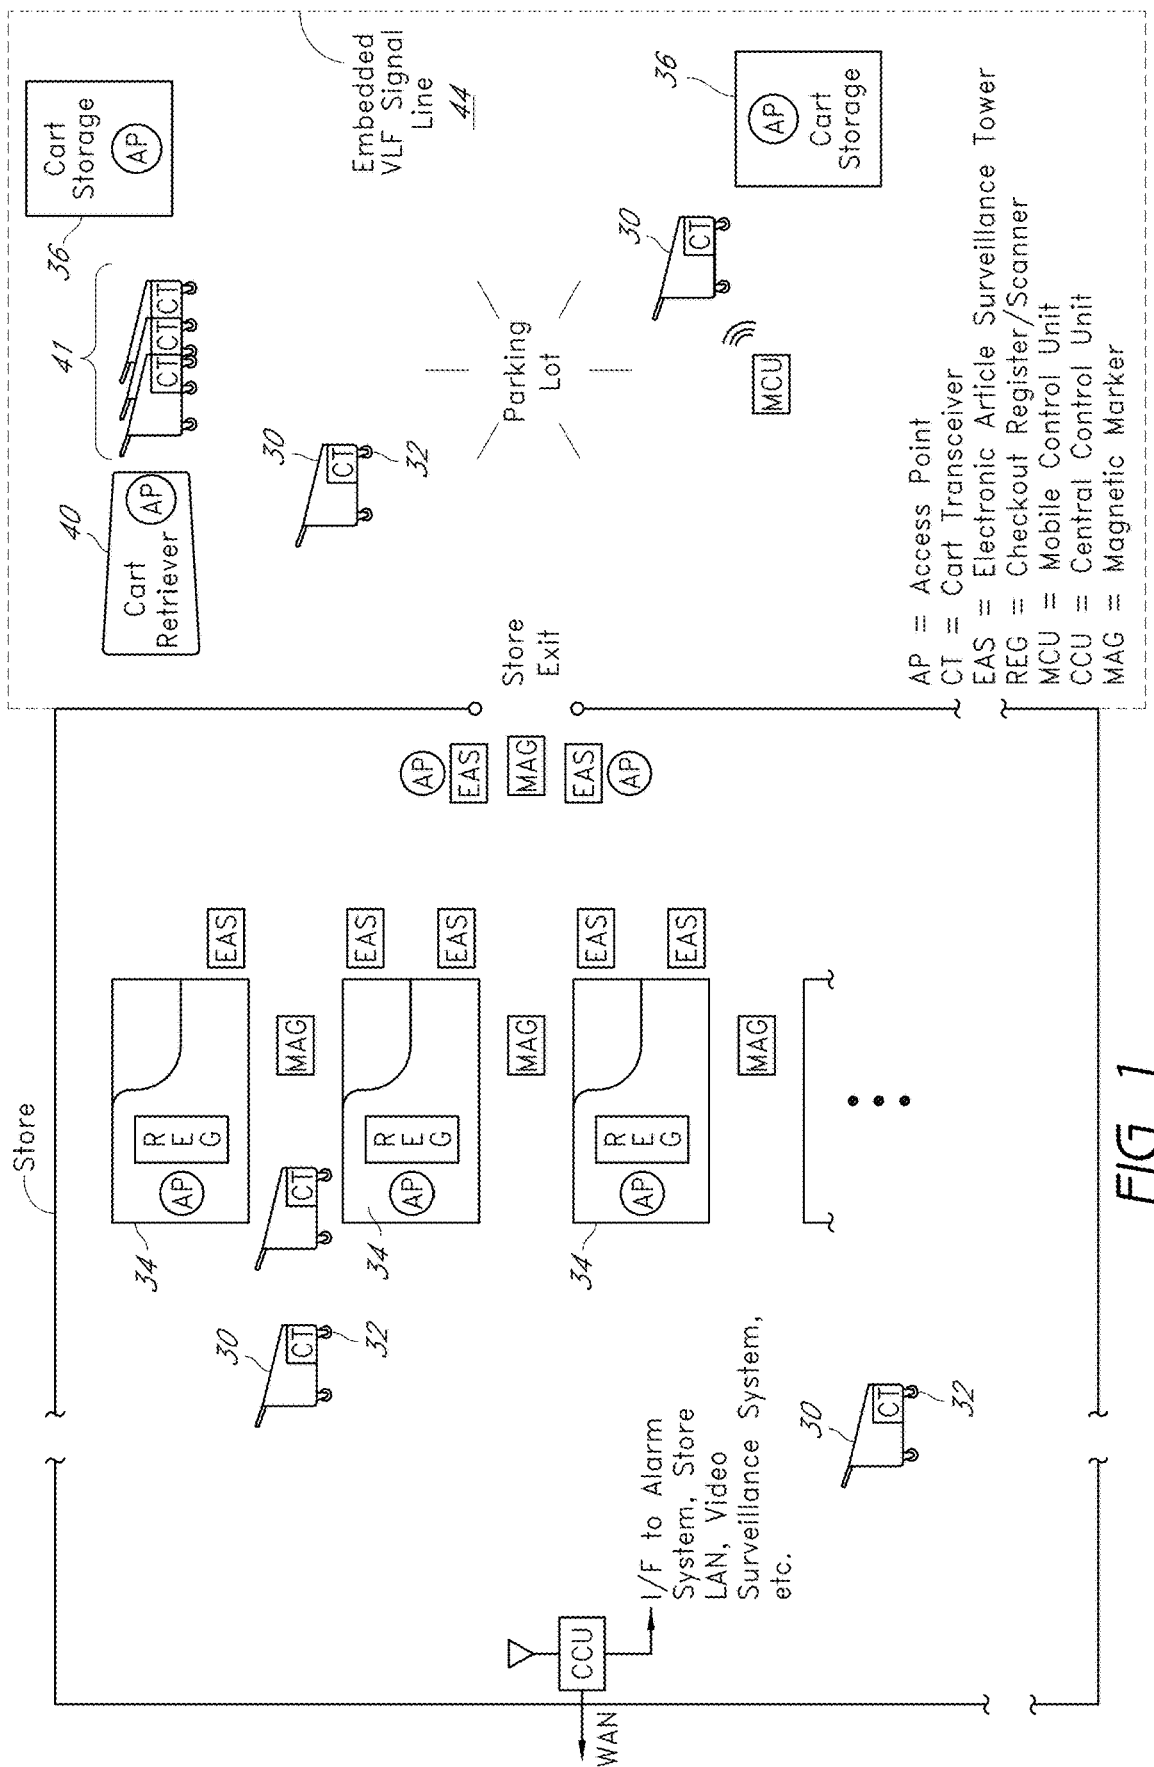 Store
34
REG
AP
EAS
MAG
CT
30
CT
32
34
REG
AP
EAS
EAS
MAG
34
REG
AP
EAS
EAS
MAG
30
CT
32
CCU
WAN
I/F to Alarm
System, Store
LAN, Video
Surveillance System,
etc.
AP
EAS
MAG
EAS
AP
Store
Exit
40
Cart
Retriever
AP
41
CT
CT
CT
36
Cart
Storage
AP
30
CT
32
Embedded
VLF Signal
Line
44
Parking
Lot
MCU
30
CT
36
AP
Cart
Storage
AP = Access Point
CT = Cart Transceiver
EAS = Electronic Article Surveillance Tower
REG = Checkout Register/Scanner
MCU = Mobile Control Unit
CCU = Central Control Unit
MAG = Magnetic Marker
FIG. 1